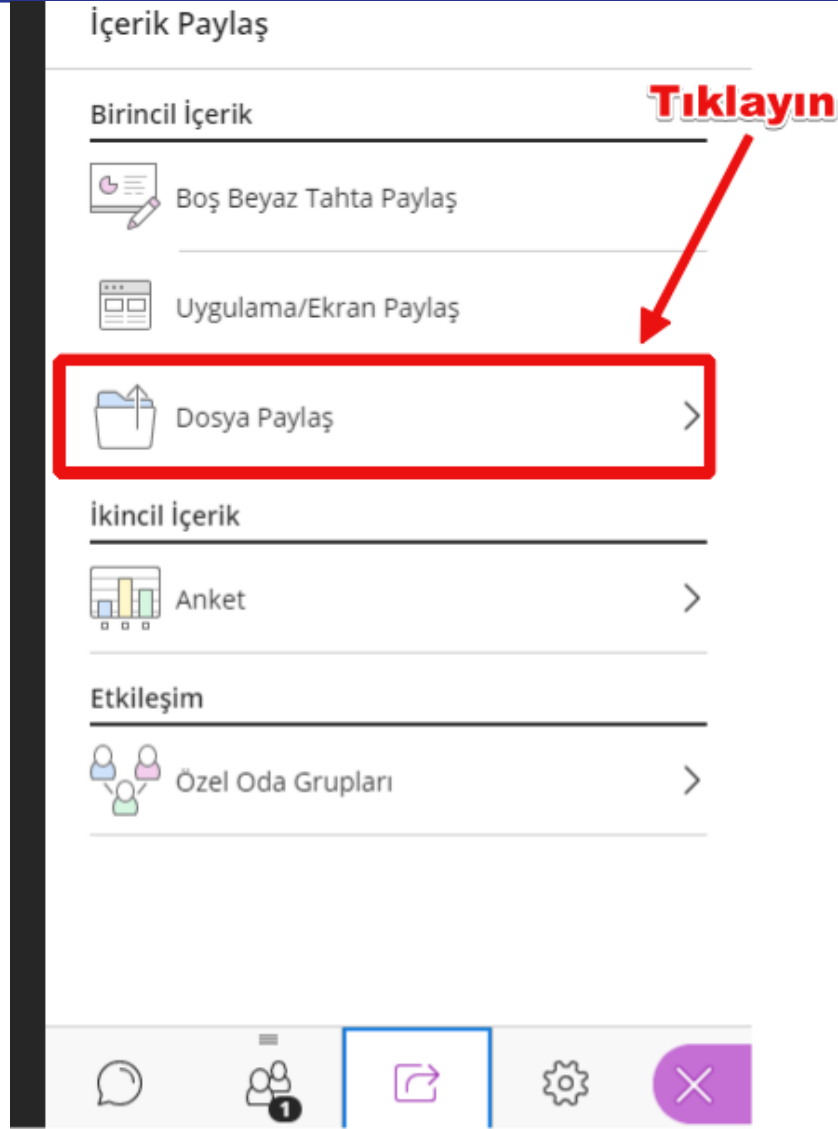 İçerik Paylaş
Tıklayın
Birincil İçerik
Boş Beyaz Tahta Paylaş
Uygulama/Ekran Paylaş
Dosya Paylaş
İkincil İçerik
Anket
Etkileşim
Özel Oda Grupları
1